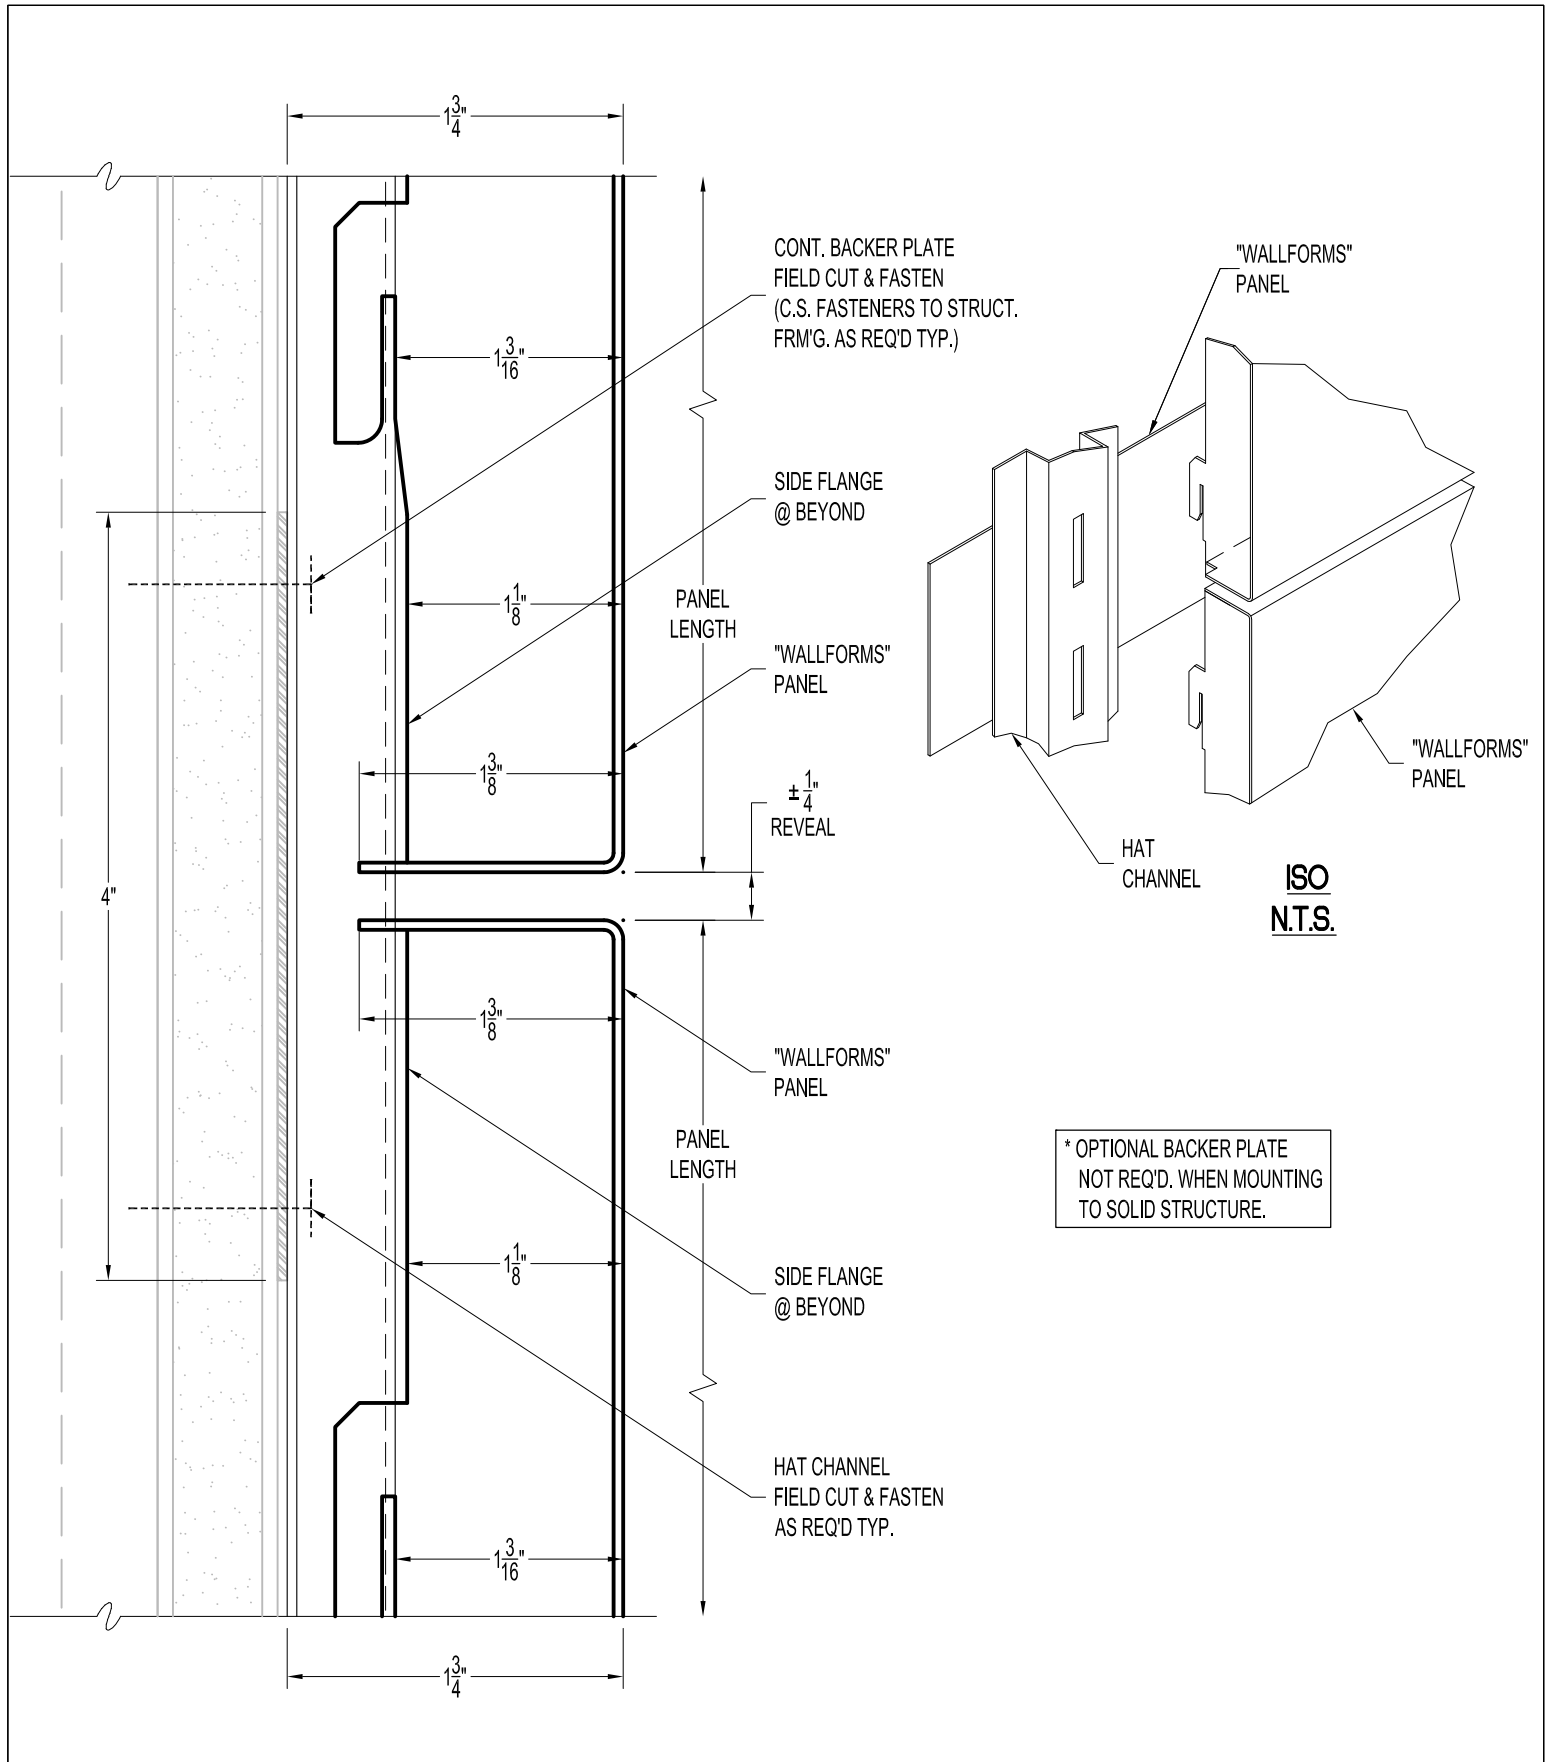 1 3/4"
CONT. BACKER PLATE
FIELD CUT & FASTEN
(C.S. FASTENERS TO STRUCT.
FRM'G. AS REQ'D TYP.)
"WALLFORMS"
PANEL
1 3/16"
SIDE FLANGE
@ BEYOND
1 1/8"
PANEL
LENGTH
"WALLFORMS"
PANEL
"WALLFORMS"
PANEL
1 3/8"
± 1/4"
REVEAL
HAT
CHANNEL
ISO
N.T.S.
4"
1 3/8"
"WALLFORMS"
PANEL
PANEL
LENGTH
* OPTIONAL BACKER PLATE
NOT REQ'D. WHEN MOUNTING
TO SOLID STRUCTURE.
1 1/8"
SIDE FLANGE
@ BEYOND
HAT CHANNEL
FIELD CUT & FASTEN
AS REQ'D TYP.
1 3/16"
1 3/4"